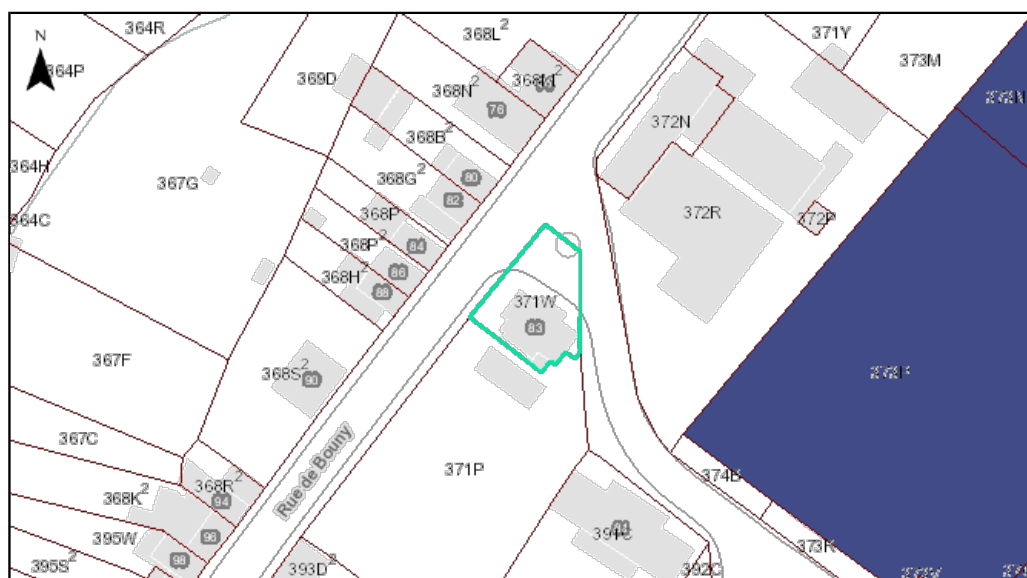 364R
368L²
371Y
N
373M
364P
369D
368N²
76
372N
368B²
364H
367G
368G²
80
82
368P
372R
372P
364C
84
368P²
86
368H²
88
371W
83
367F
368S²
90
367C
371P
Rue de Bouny
368R²
374B
368K²
94
395W
96
391C
373K
395S²
98
393D²
392C